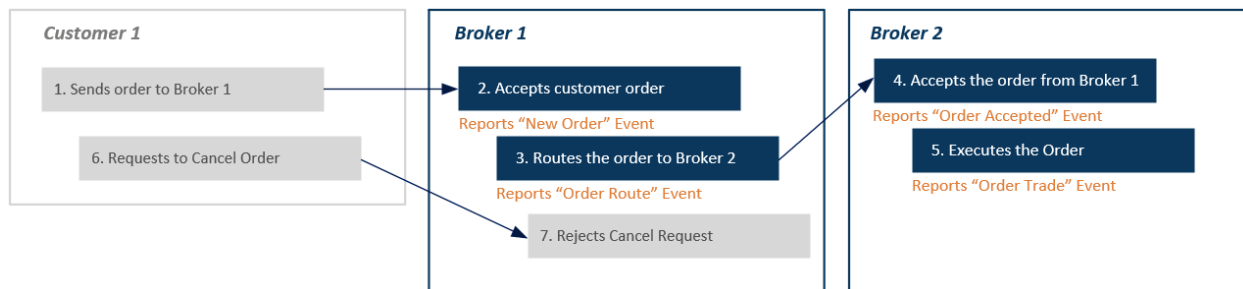 Customer 1
1. Sends order to Broker 1
6. Requests to Cancel Order
Broker 1
2. Accepts customer order
Reports “New Order” Event
3. Routes the order to Broker 2
Reports “Order Route” Event
7. Rejects Cancel Request
Broker 2
4. Accepts the order from Broker 1
Reports “Order Accepted” Event
5. Executes the Order
Reports “Order Trade” Event